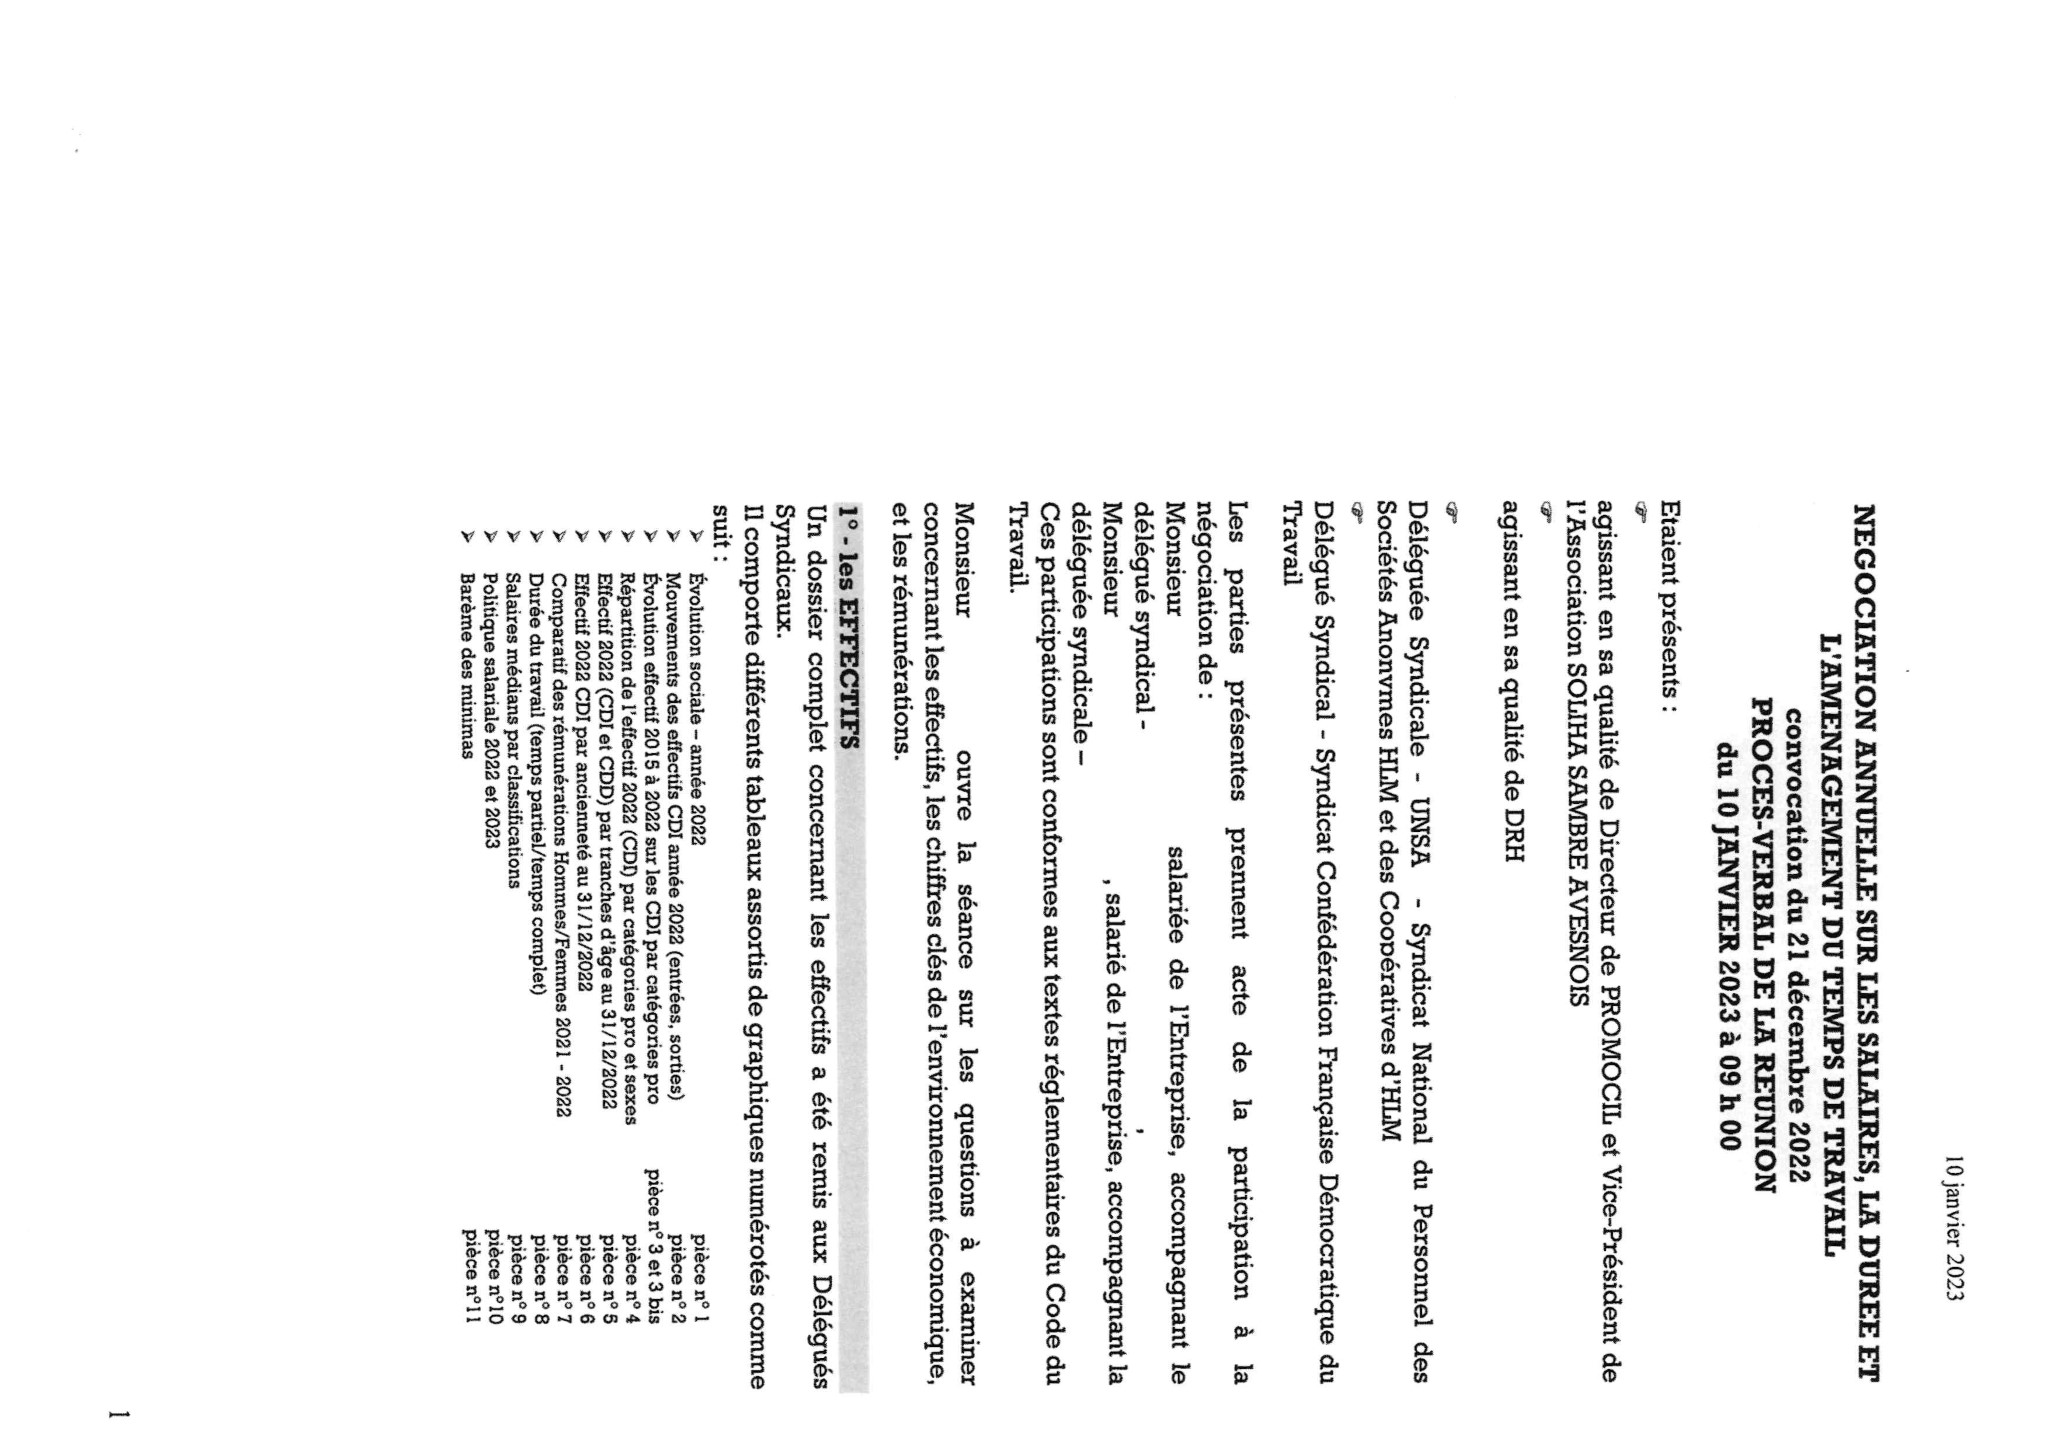 10 janvier 2023
NEGOCIATION ANNUELLE SUR LES SALAIRES, LA DUREE ET
L'AMENAGEMENT DU TEMPS DE TRAVAIL
convocation du 21 décembre 2022
PROCES-VERBAL DE LA REUNION
du 10 JANVIER 2023 à 09 h 00
Etaient présents :
☞
agissant en sa qualité de Directeur de PROMOCIL et Vice-Président de
l'Association SOLIHA SAMBRE AVESNOIS
☞
agissant en sa qualité de DRH
☞
Déléguée Syndicale - UNSA - Syndicat National du Personnel des
Sociétés Anonymes HLM et des Coopératives d'HLM
☞
Délégué Syndical - Syndicat Confédération Française Démocratique du
Travail
Les parties présentes prennent acte de la participation à la
négociation de :
Monsieur salariée de l'Entreprise, accompagnant le
délégué syndical - ,
Monsieur , salarié de l'Entreprise, accompagnant la
déléguée syndicale –
Ces participations sont conformes aux textes réglementaires du Code du
Travail.
Monsieur ouvre la séance sur les questions à examiner
concernant les effectifs, les chiffres clés de l'environnement économique,
et les rémunérations.
1° - les EFFECTIFS
Un dossier complet concernant les effectifs a été remis aux Délégués
Syndicaux.
Il comporte différents tableaux assortis de graphiques numérotés comme
suit :
➢ Évolution sociale – année 2022 pièce n° 1
➢ Mouvements des effectifs CDI année 2022 (entrées, sorties) pièce n° 2
➢ Évolution effectif 2015 à 2022 sur les CDI par catégories pro pièce n° 3 et 3 bis
➢ Répartition de l'effectif 2022 (CDI) par catégories pro et sexes pièce n° 4
➢ Effectif 2022 (CDI et CDD) par tranches d'âge au 31/12/2022 pièce n° 5
➢ Effectif 2022 CDI par ancienneté au 31/12/2022 pièce n° 6
➢ Comparatif des rémunérations Hommes/Femmes 2021 - 2022 pièce n° 7
➢ Durée du travail (temps partiel/temps complet) pièce n° 8
➢ Salaires médians par classifications pièce n° 9
➢ Politique salariale 2022 et 2023 pièce n°10
➢ Barème des minimas pièce n°11
1